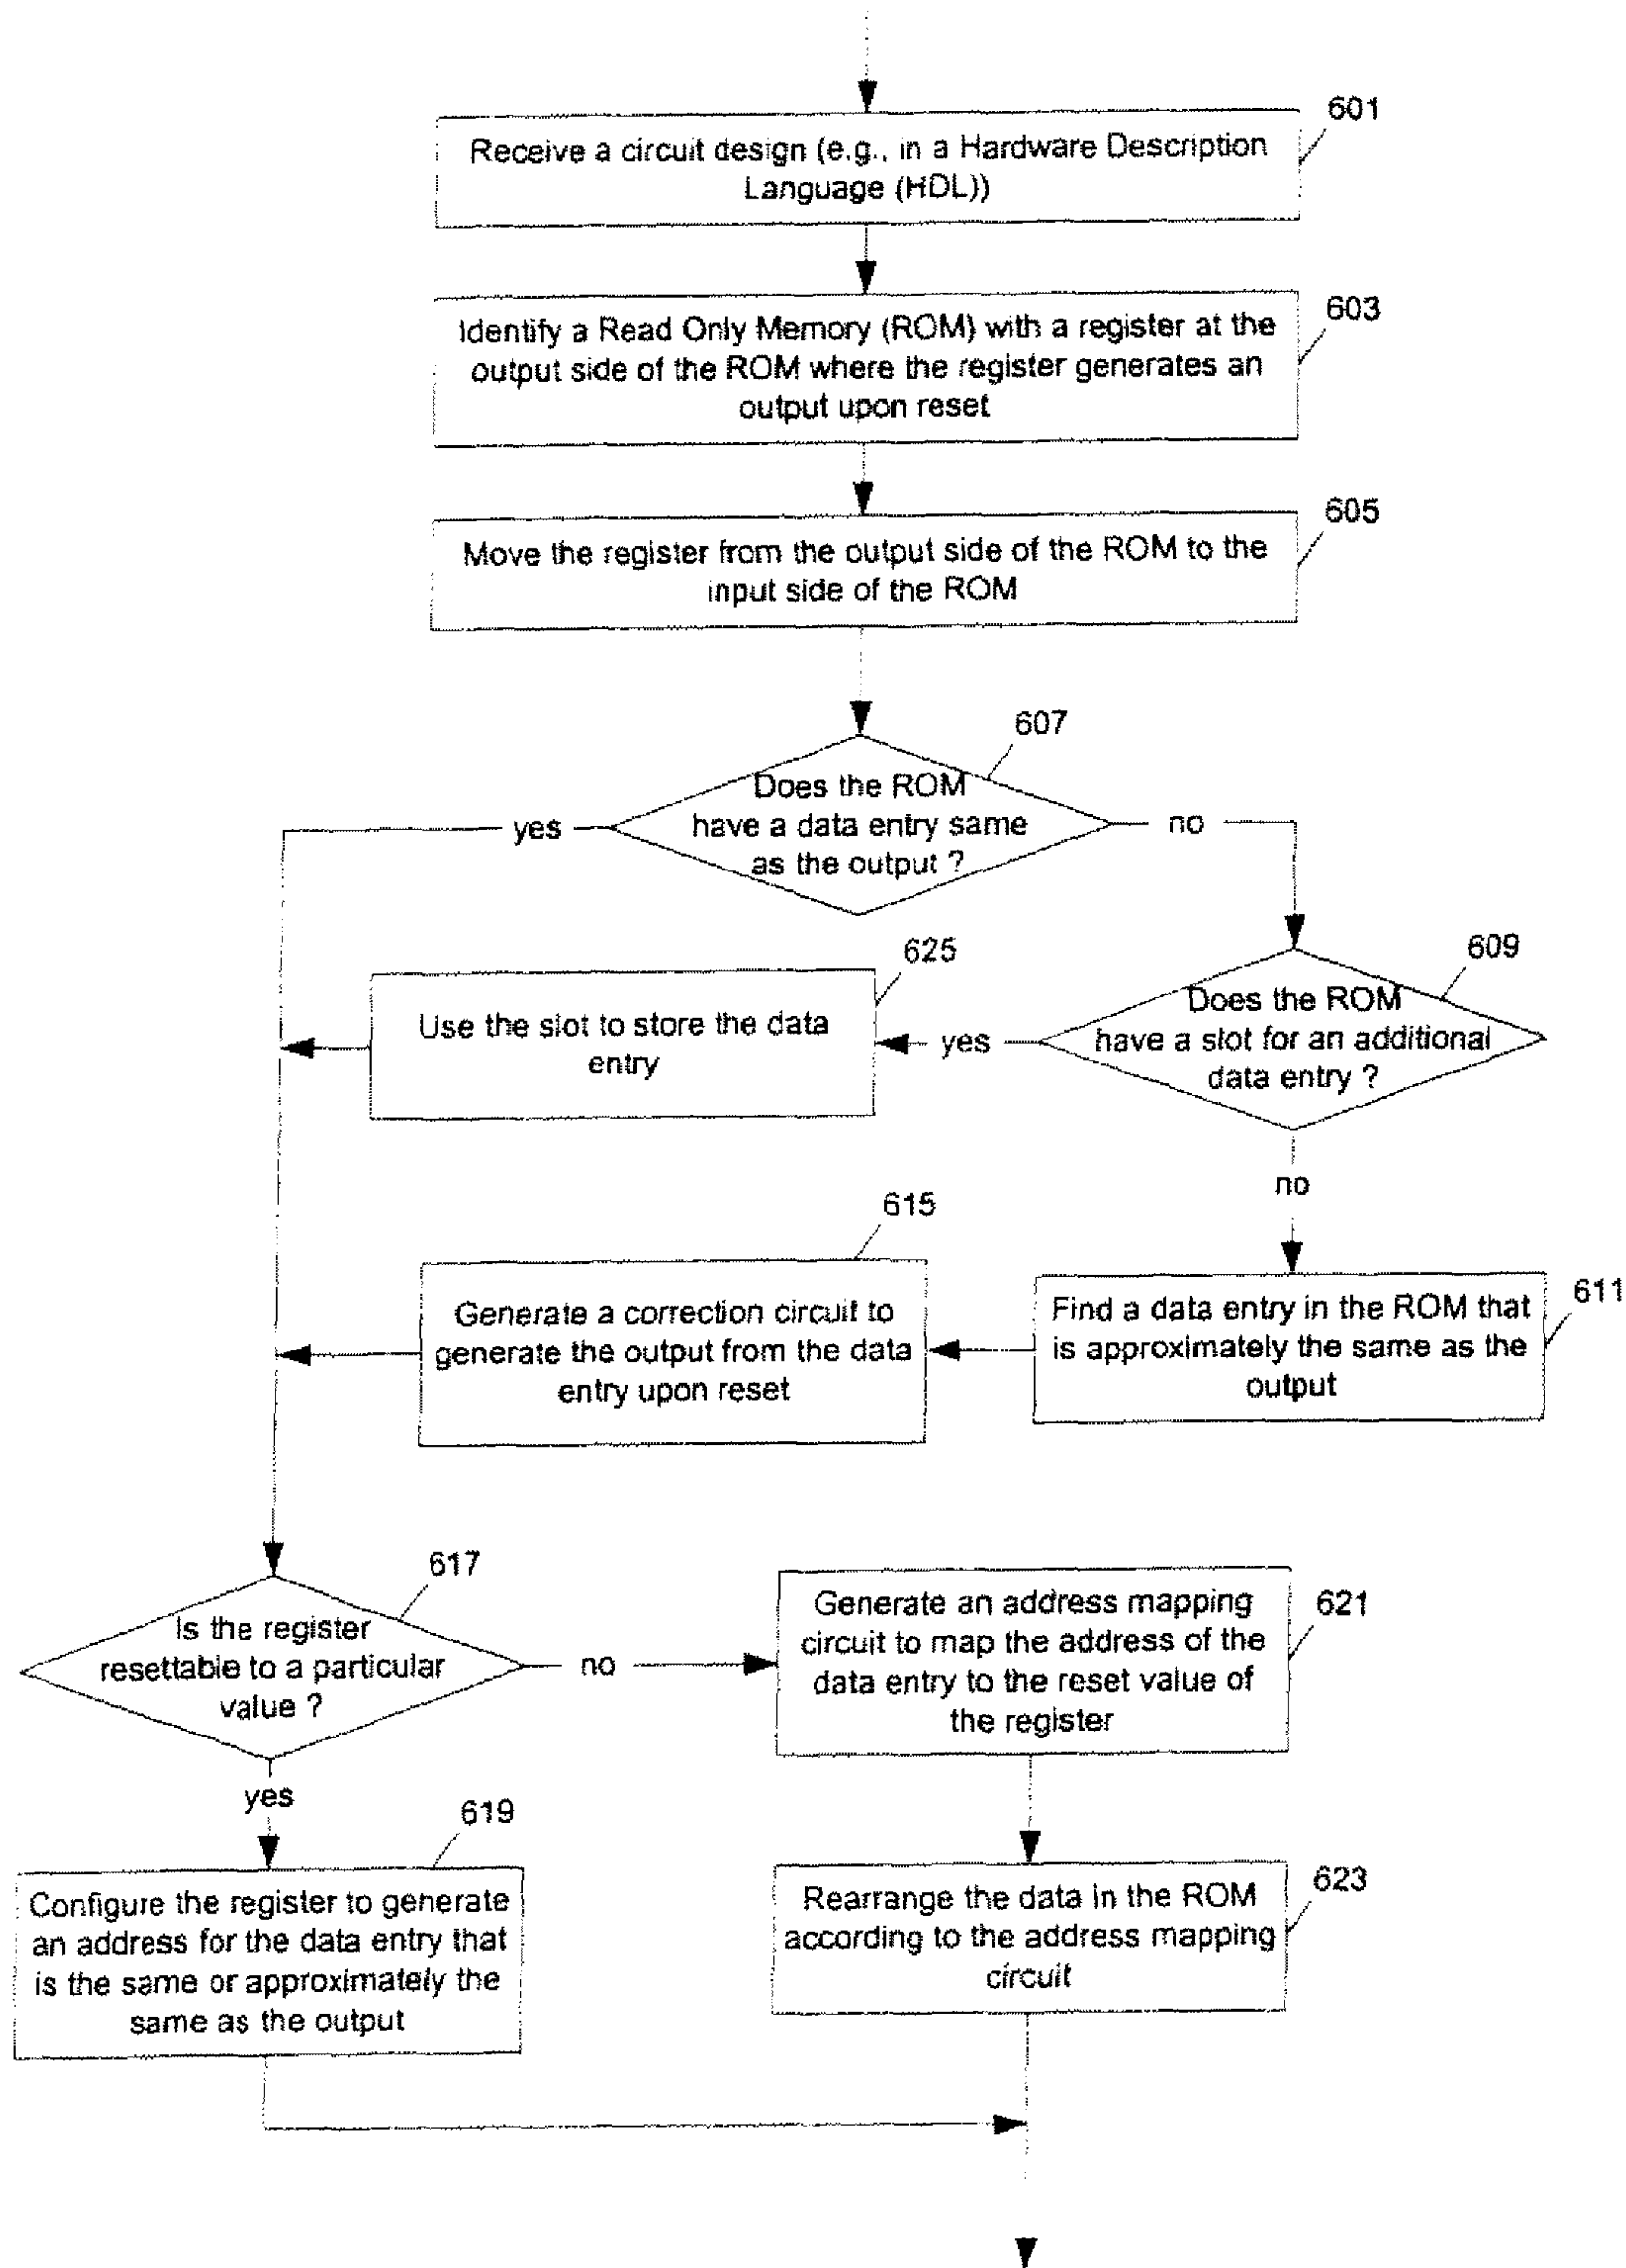 601
Receive a circuit design (e.g., in a Hardware Description
Language (HDL))
603
Identify a Read Only Memory (ROM) with a register at the
output side of the ROM where the register generates an
output upon reset
605
Move the register from the output side of the ROM to the
input side of the ROM
607
Does the ROM
have a data entry same
as the output ?
yes
no
625
Use the slot to store the data
entry
609
Does the ROM
have a slot for an additional
data entry ?
yes
no
615
Generate a correction circuit to
generate the output from the data
entry upon reset
611
Find a data entry in the ROM that
is approximately the same as the
output
617
Is the register
resettable to a particular
value ?
no
yes
621
Generate an address mapping
circuit to map the address of the
data entry to the reset value of
the register
619
Configure the register to generate
an address for the data entry that
is the same or approximately the
same as the output
623
Rearrange the data in the ROM
according to the address mapping
circuit